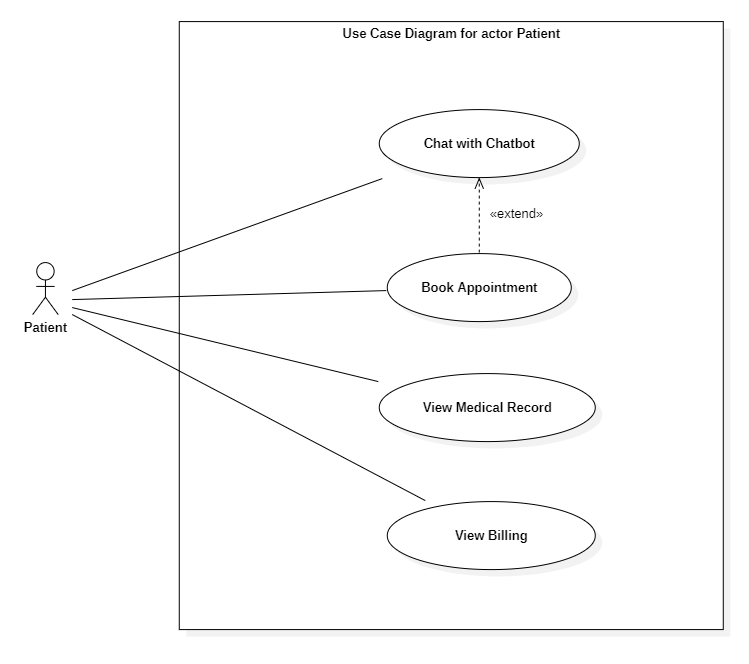 Use Case Diagram for actor Patient
Chat with Chatbot
«extend»
Book Appointment
Patient
View Medical Record
View Billing